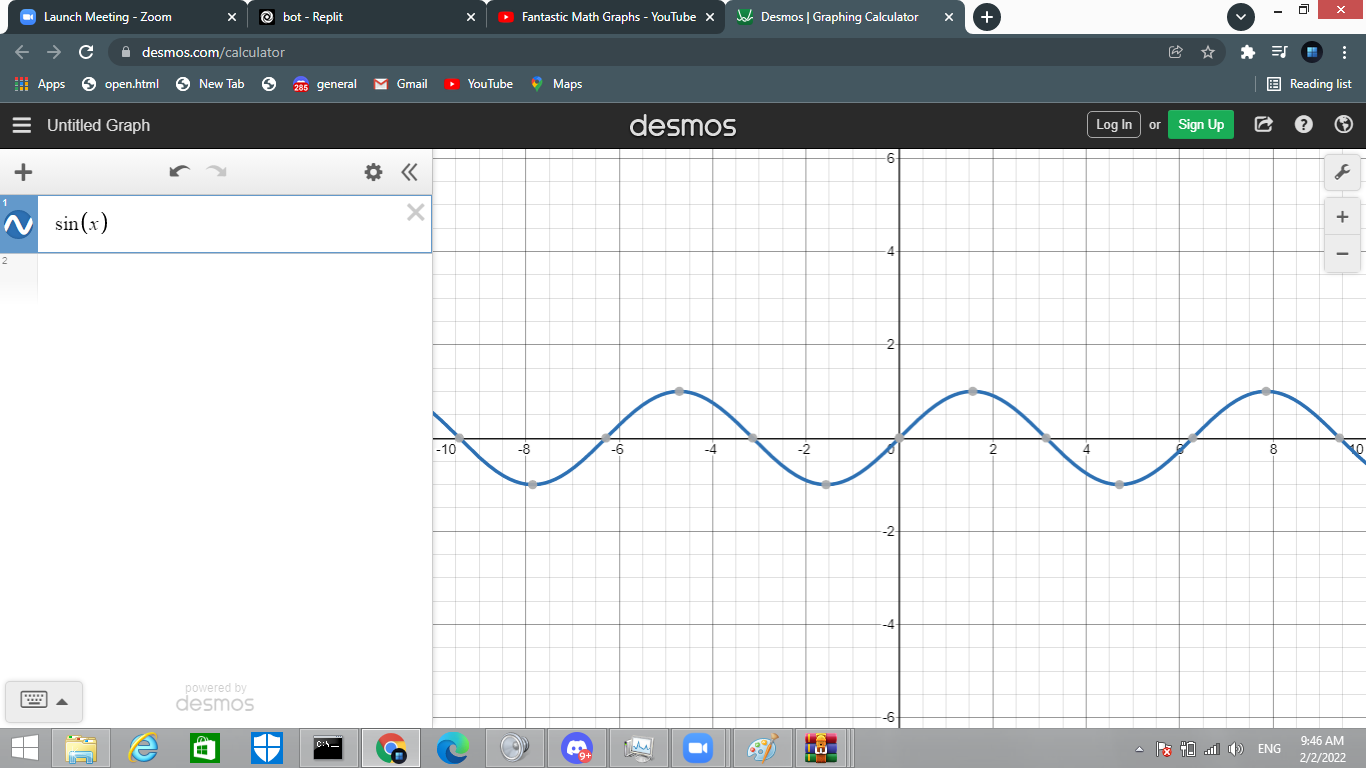 Launch Meeting - Zoom
bot - Replit
Fantastic Math Graphs - YouTube
Desmos | Graphing Calculator
desmos.com/calculator
Apps
open.html
New Tab
285
general
Gmail
YouTube
Maps
Reading list
Untitled Graph
desmos
Log In
or
Sign Up
1
sin(x)
2
6
4
2
-10
-8
-6
-4
-2
0
2
4
6
8
10
-2
-4
-6
powered by
desmos
C:\_
9+
ENG
9:46 AM
2/2/2022